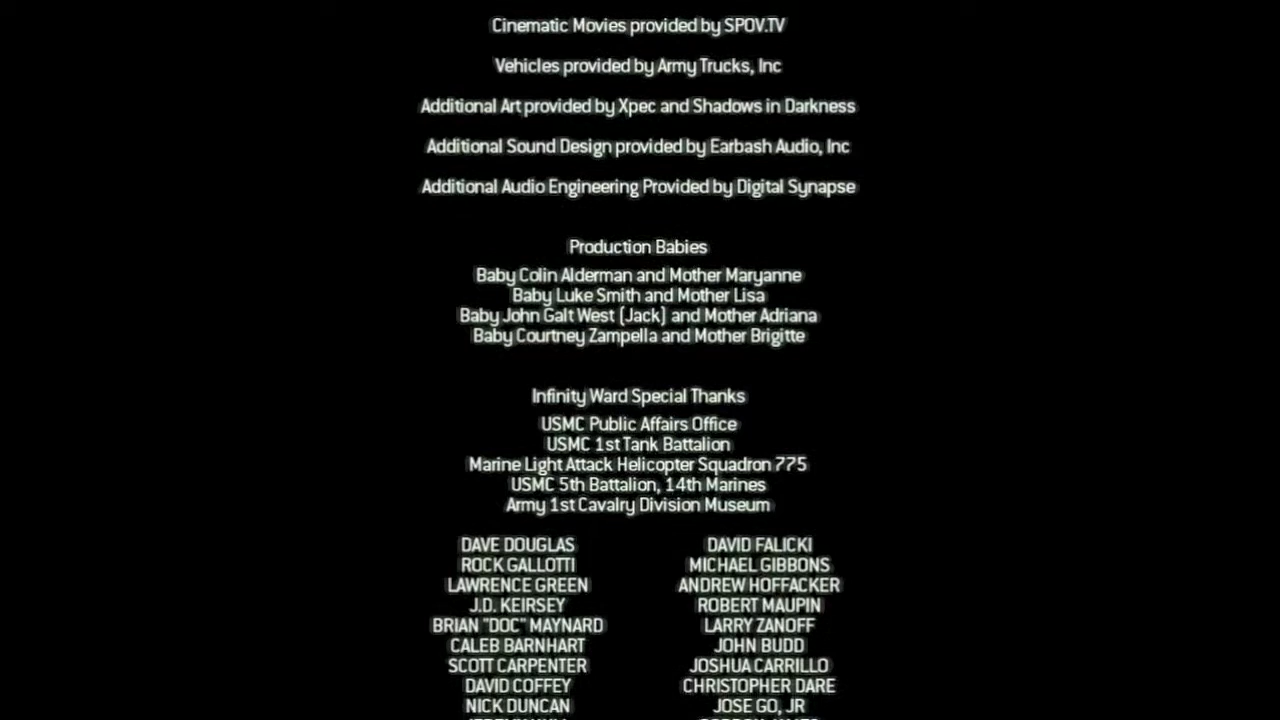 Cinematic Movies provided by SPOV.TV
Vehicles provided by Army Trucks, Inc
Additional Art provided by Xpec and Shadows in Darkness
Additional Sound Design provided by Earbash Audio, Inc
Additional Audio Engineering Provided by Digital Synapse
Production Babies
Baby Colin Alderman and Mother Maryanne
Baby Luke Smith and Mother Lisa
Baby John Galt West (Jack) and Mother Adriana
Baby Courtney Zampella and Mother Brigitte
Infinity Ward Special Thanks
USMC Public Affairs Office
USMC 1st Tank Battalion
Marine Light Attack Helicopter Squadron 775
USMC 5th Battalion, 14th Marines
Army 1st Cavalry Division Museum
DAVE DOUGLAS DAVID FALICKI
ROCK GALLOTTI MICHAEL GIBBONS
LAWRENCE GREEN ANDREW HOFFACKER
J.D. KEIRSEY ROBERT MAUPIN
BRIAN "DOC" MAYNARD LARRY ZANOFF
CALEB BARNHART JOHN BUDD
SCOTT CARPENTER JOSHUA CARRILLO
DAVID COFFEY CHRISTOPHER DARE
NICK DUNCAN JOSE GO, JR